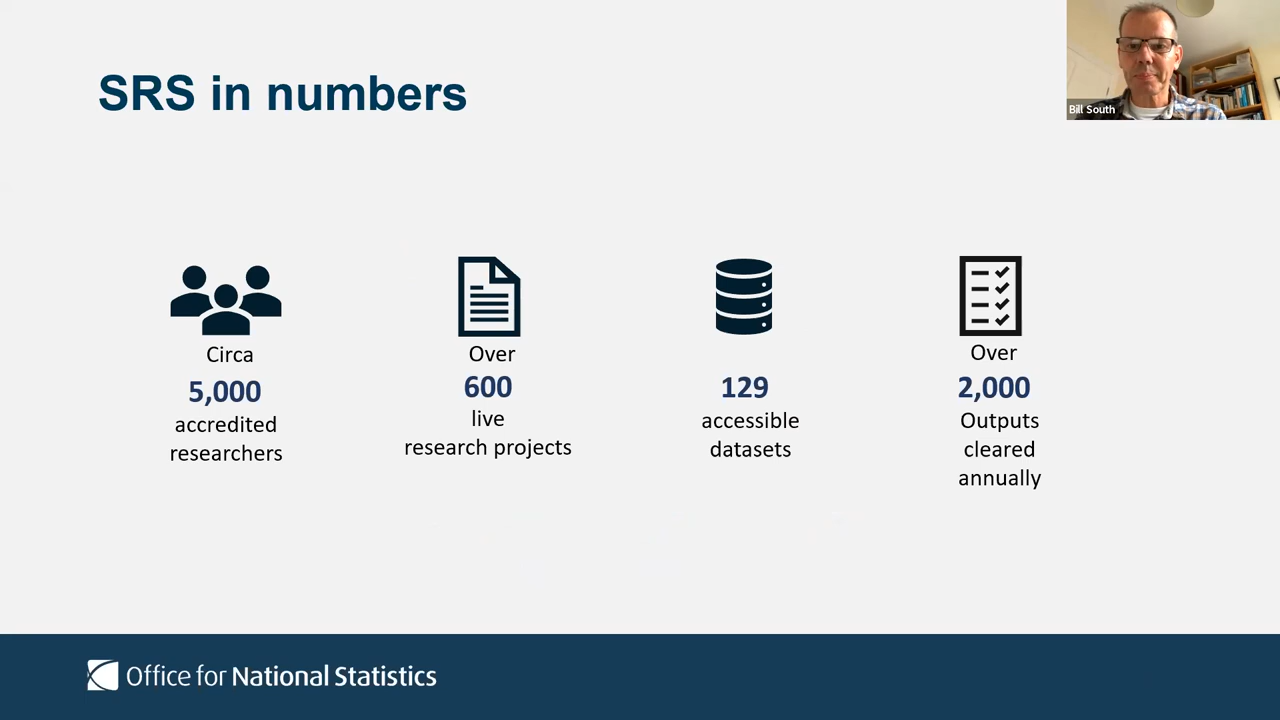 SRS in numbers
Bill South
Circa
5,000
accredited
researchers
Over
600
live
research projects
129
accessible
datasets
Over
2,000
Outputs
cleared
annually
Office for National Statistics